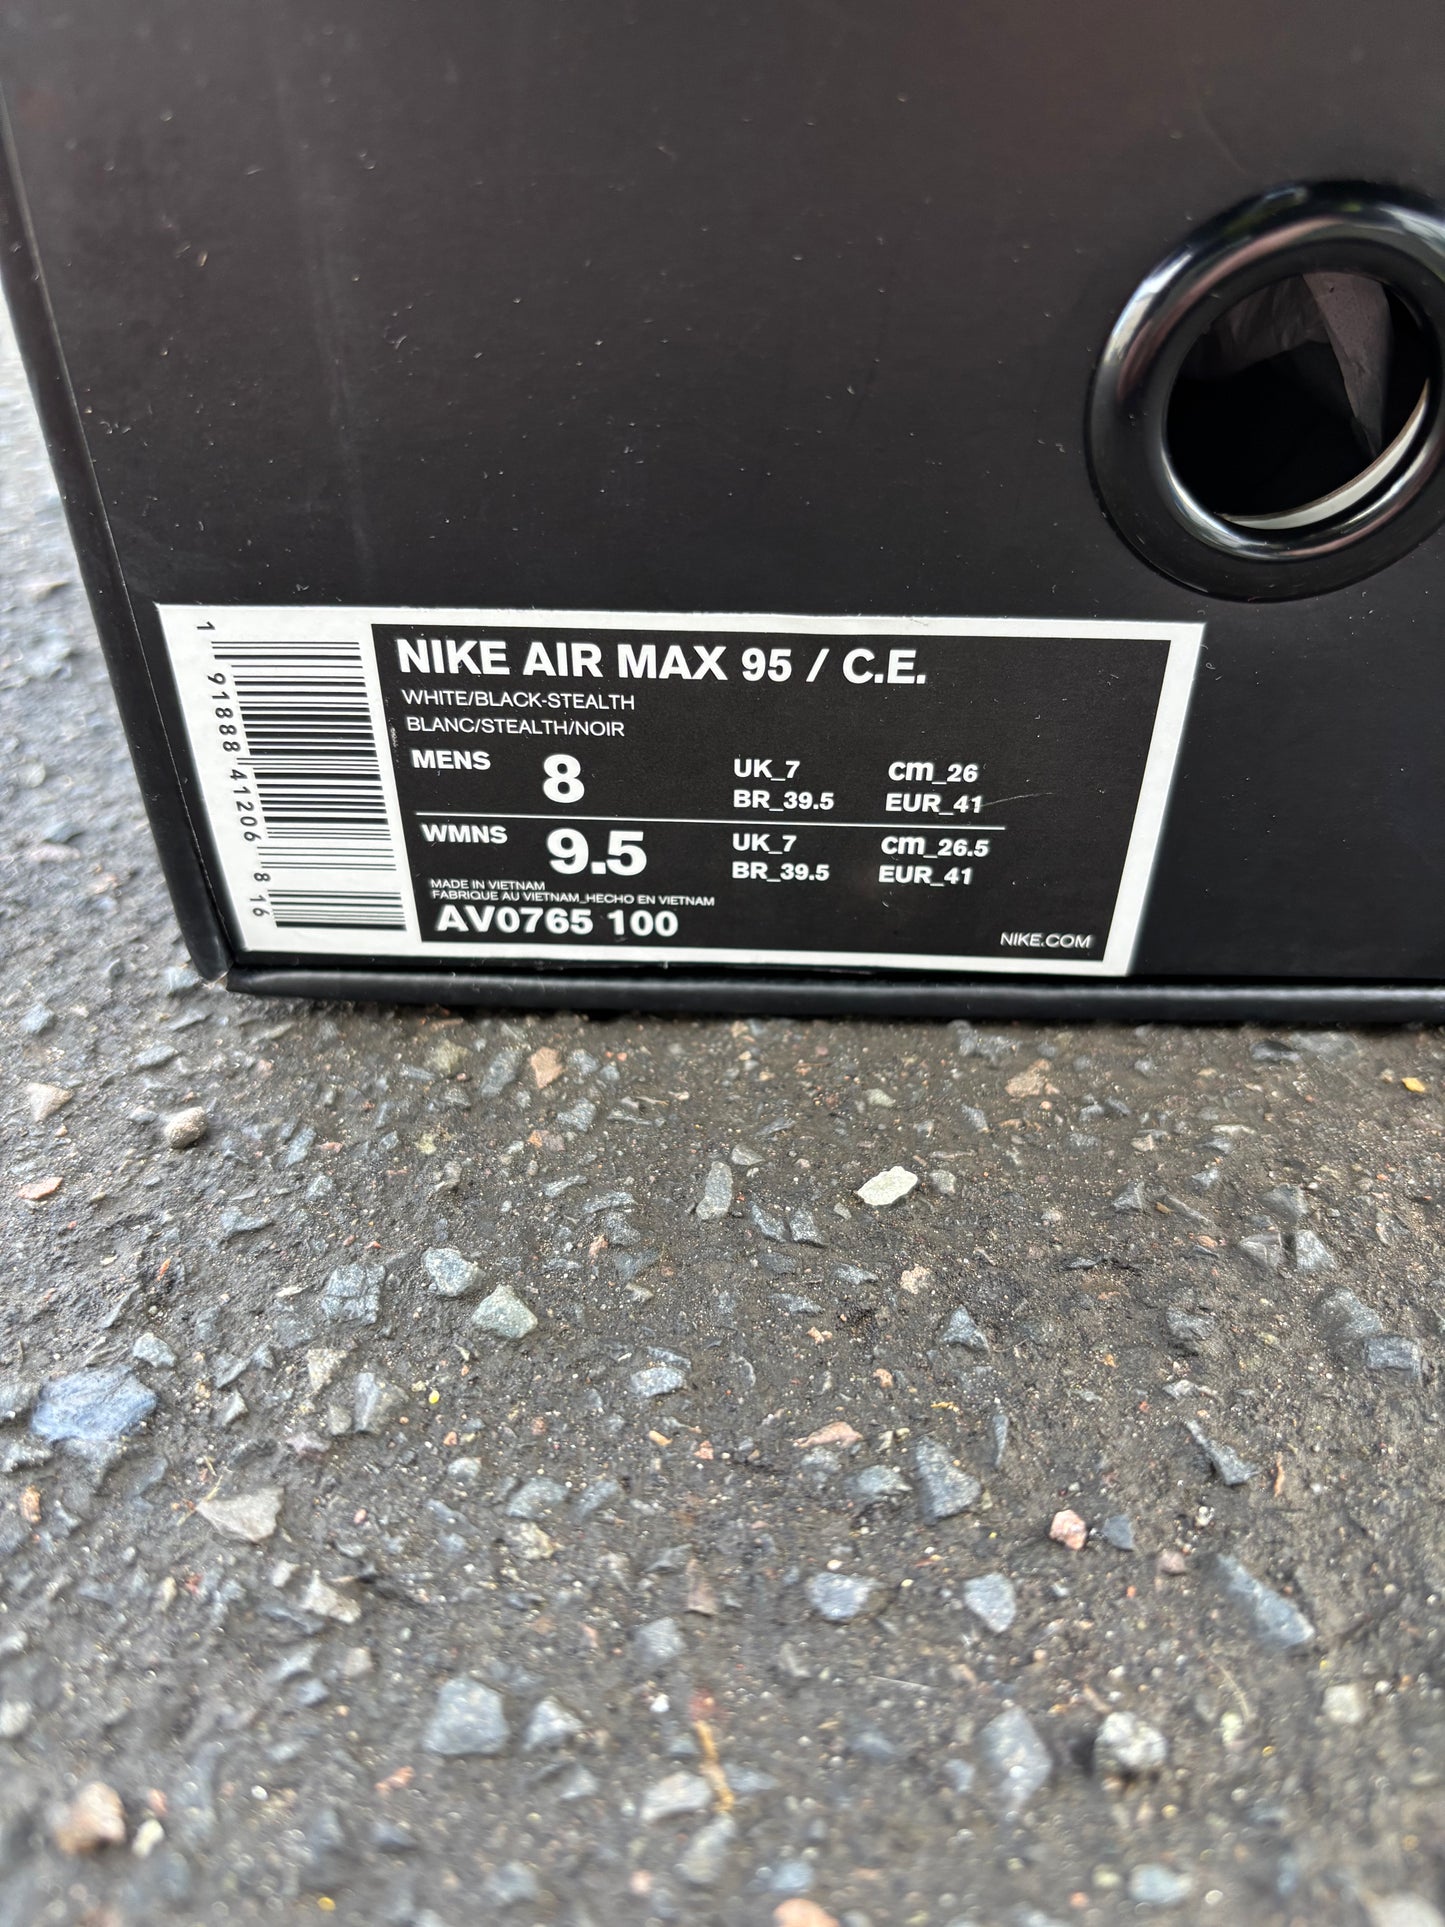 NIKE AIR MAX 95 / C.E.
WHITE/BLACK-STEALTH
BLANC/STEALTH/NOIR
MENS 8 UK_7 cm_26
BR_39.5 EUR_41
WMNS 9.5 UK_7 cm_26.5
BR_39.5 EUR_41
MADE IN VIETNAM
FABRIQUE AU VIETNAM_HECHO EN VIETNAM
AV0765 100
NIKE.COM
1 91888 41206 8 16